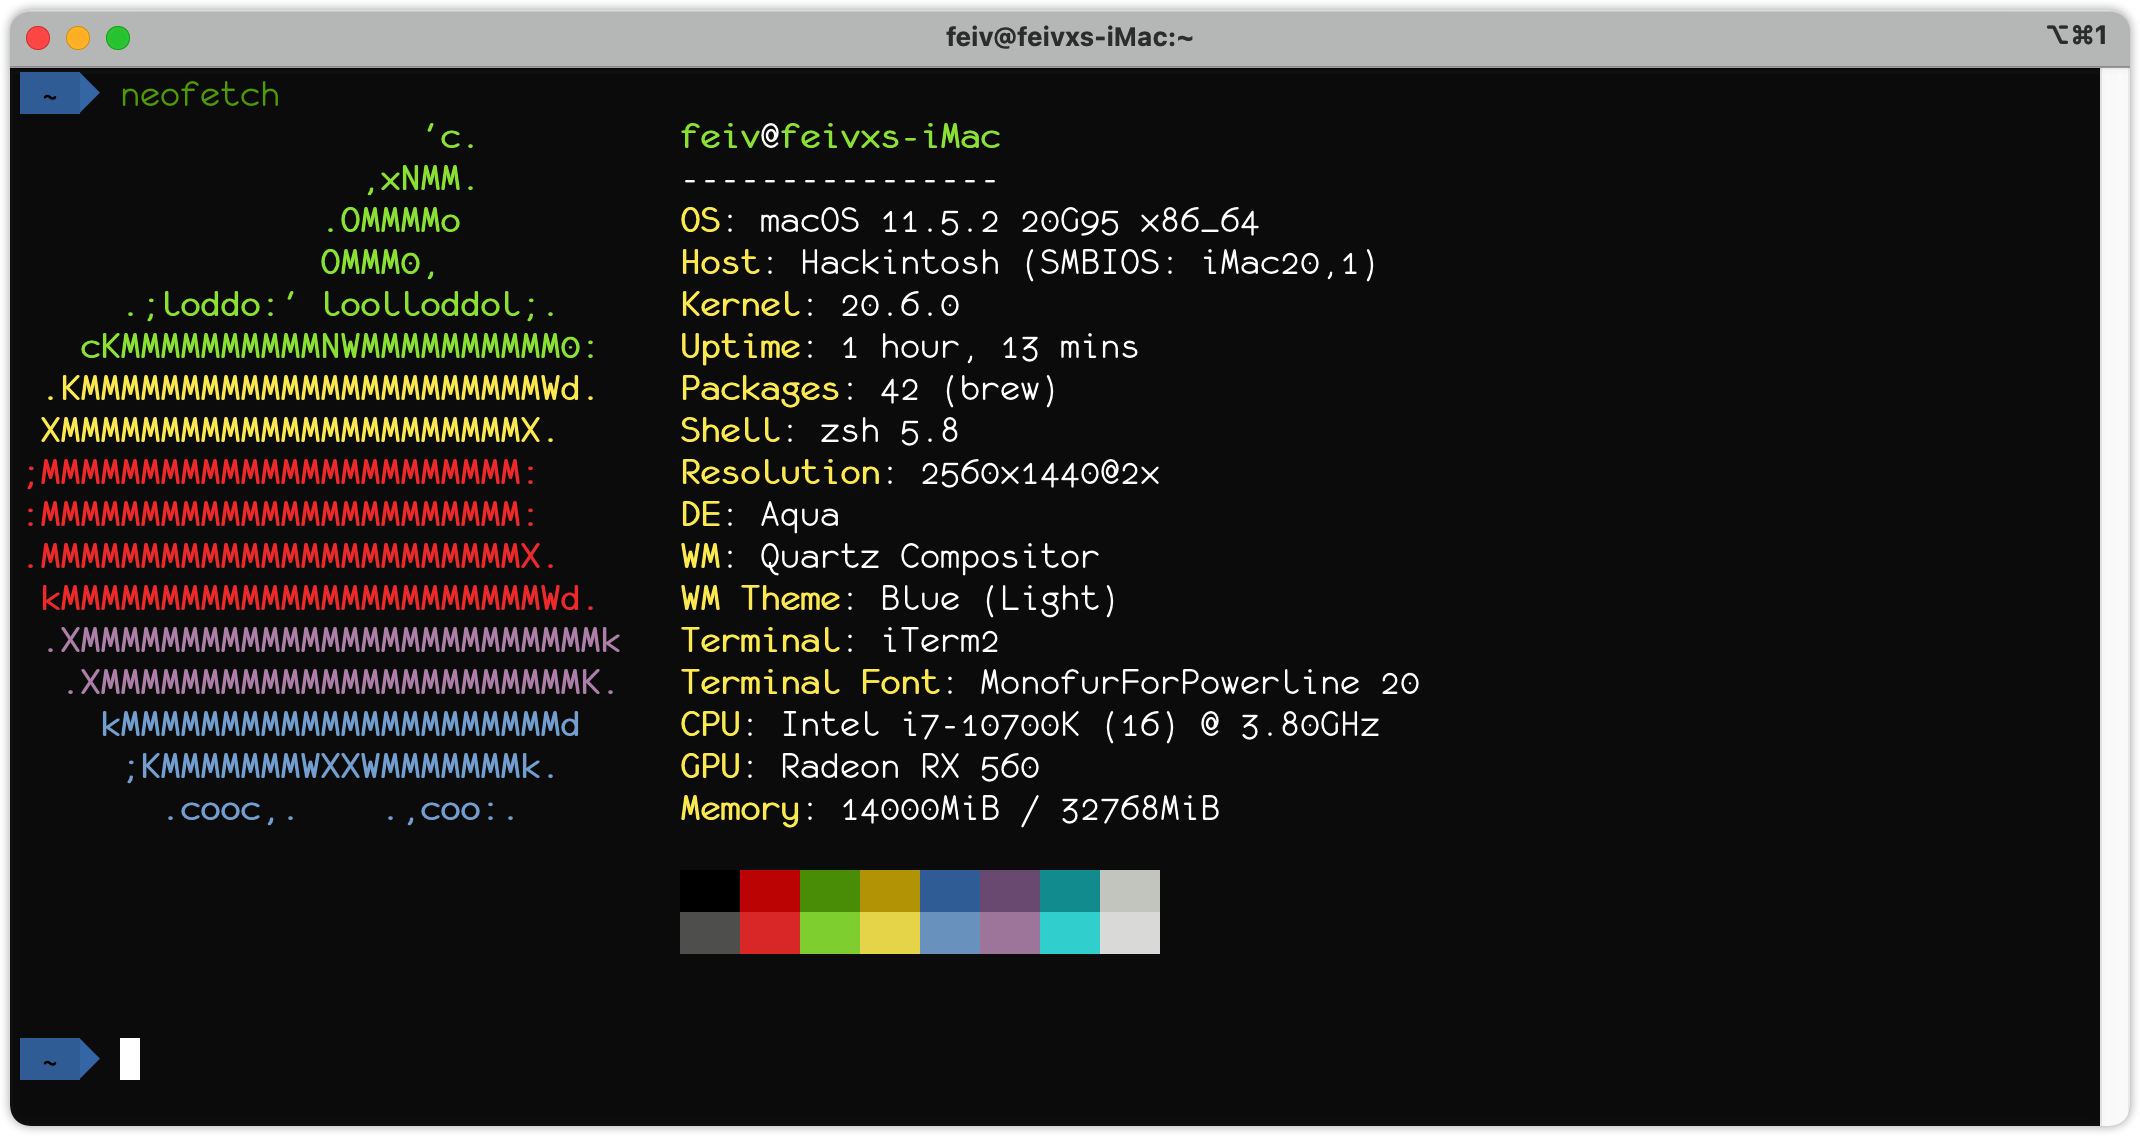 feiv@feivxs-iMac:~ ⌥⌘1
~ neofetch
'c. feiv@feivxs-iMac
,xNMM. ----------------
.OMMMMo OS: macOS 11.5.2 20G95 x86_64
OMMM0, Host: Hackintosh (SMBIOS: iMac20,1)
.;loddo:' loolloddol;. Kernel: 20.6.0
cKMMMMMMMMMMNWMMMMMMMMMM0: Uptime: 1 hour, 13 mins
.KMMMMMMMMMMMMMMMMMMMMMMMWd. Packages: 42 (brew)
XMMMMMMMMMMMMMMMMMMMMMMMX. Shell: zsh 5.8
;MMMMMMMMMMMMMMMMMMMMMMMM: Resolution: 2560x1440@2x
:MMMMMMMMMMMMMMMMMMMMMMMM: DE: Aqua
.MMMMMMMMMMMMMMMMMMMMMMMMX. WM: Quartz Compositor
kMMMMMMMMMMMMMMMMMMMMMMMMWd. WM Theme: Blue (Light)
.XMMMMMMMMMMMMMMMMMMMMMMMMMMk Terminal: iTerm2
.XMMMMMMMMMMMMMMMMMMMMMMMMK. Terminal Font: MonofurForPowerline 20
kMMMMMMMMMMMMMMMMMMMMMMd CPU: Intel i7-10700K (16) @ 3.80GHz
;KMMMMMMMWXXWMMMMMMMk. GPU: Radeon RX 560
.cooc,. .,coo:. Memory: 14000MiB / 32768MiB
~